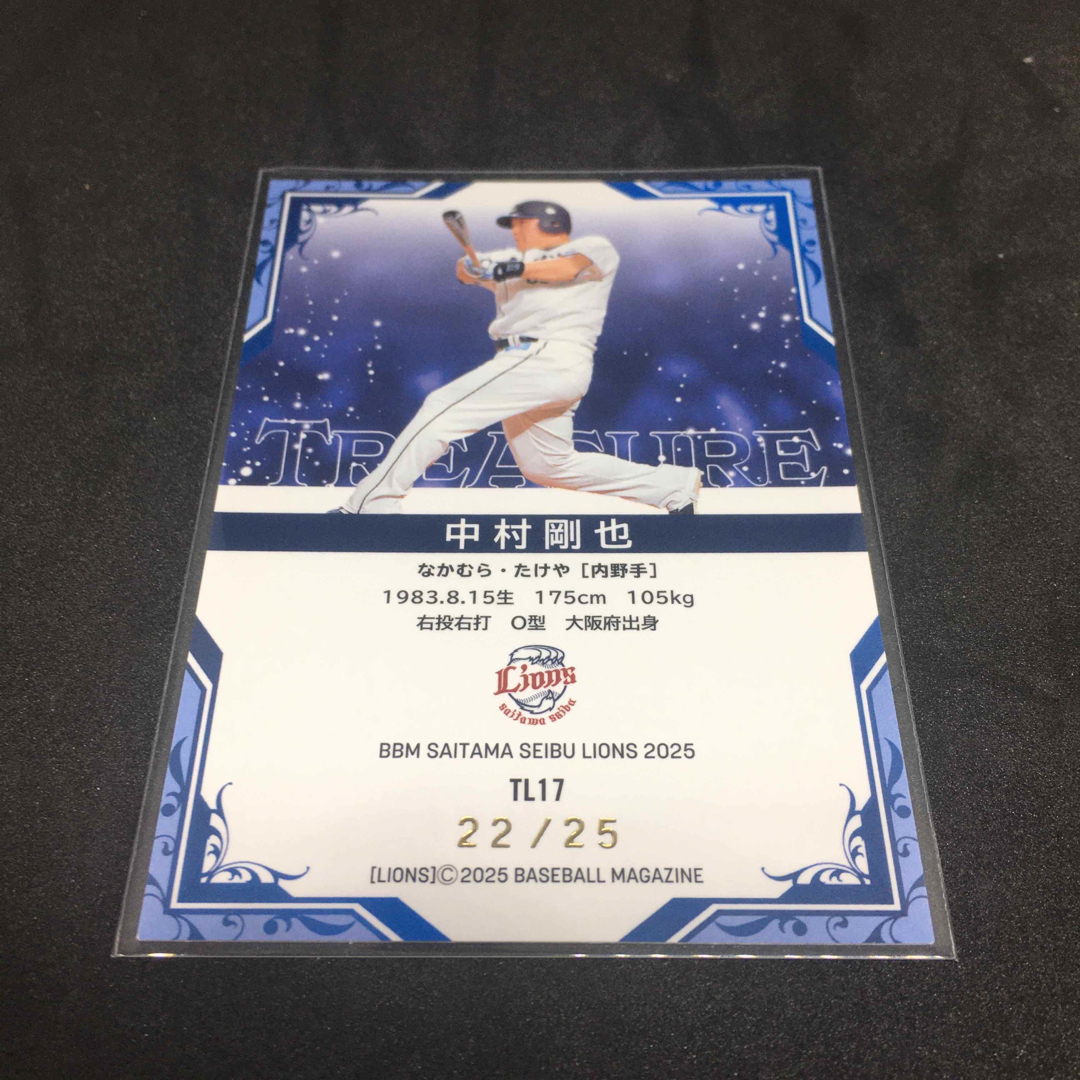 TREASURE
中村剛也
なかむら・たけや［内野手］
1983.8.15生 175cm 105kg
右投右打 O型 大阪府出身
Lions
saitama seibu
BBM SAITAMA SEIBU LIONS 2025
TL17
22/25
[LIONS]©2025 BASEBALL MAGAZINE